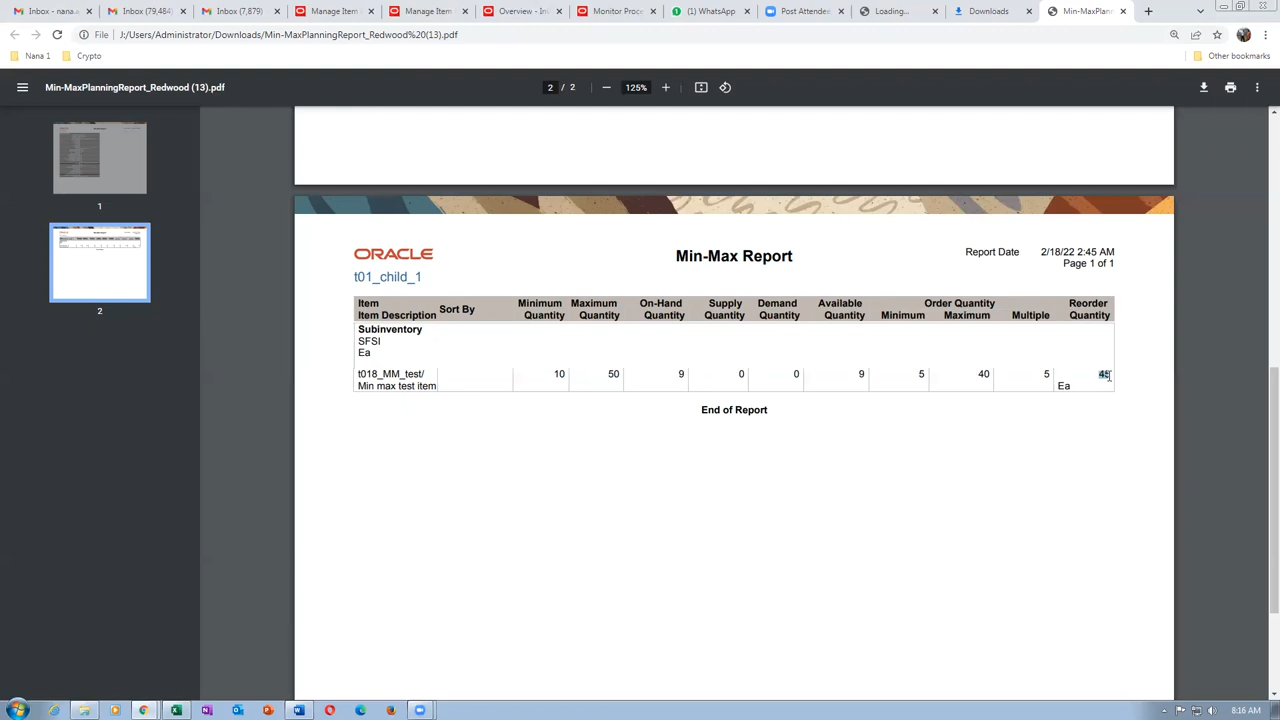 Inbox - nana.a
Inbox (79,484)
Inbox (7,879)
Manage Item
Manage Item
Overview - In
Monitor Proce
(1) WhatsApp
Post Attendee
Loading...
Downloads
Min-MaxPlann
File
J:/Users/Administrator/Downloads/Min-MaxPlanningReport_Redwood%20(13).pdf
Nana 1
Crypto
Other bookmarks
Min-MaxPlanningReport_Redwood (13).pdf
2 / 2
125%
1
2
ORACLE
Min-Max Report
Report Date 2/18/22 2:45 AM
Page 1 of 1
t01_child_1
Item Minimum Maximum On-Hand Supply Demand Available Order Quantity Reorder
Item Description Sort By Quantity Quantity Quantity Quantity Quantity Quantity Minimum Maximum Multiple Quantity
Subinventory
SFSI
Ea
t018_MM_test/ 10 50 9 0 0 9 5 40 5 45
Min max test item Ea
End of Report
8:16 AM